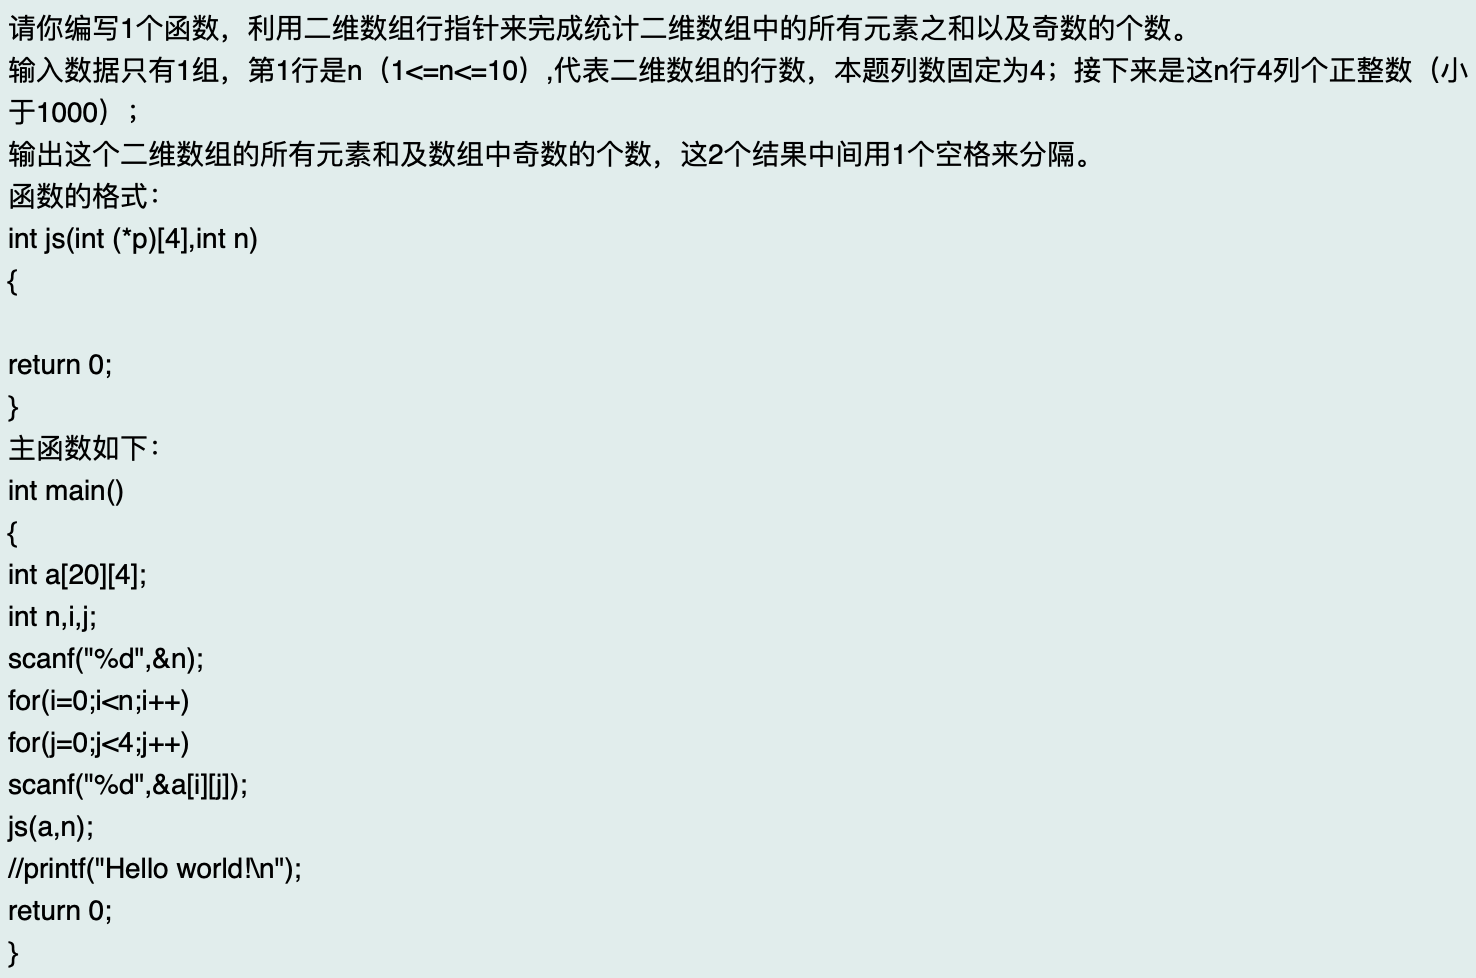 请你编写1个函数，利用二维数组行指针来完成统计二维数组中的所有元素之和以及奇数的个数。
输入数据只有1组，第1行是n（1<=n<=10）,代表二维数组的行数，本题列数固定为4；接下来是这n行4列个正整数（小
于1000）；
输出这个二维数组的所有元素和及数组中奇数的个数，这2个结果中间用1个空格来分隔。
函数的格式：
int js(int (*p)[4],int n)
{
return 0;
}
主函数如下：
int main()
{
int a[20][4];
int n,i,j;
scanf("%d",&n);
for(i=0;i<n;i++)
for(j=0;j<4;j++)
scanf("%d",&a[i][j]);
js(a,n);
//printf("Hello world!\n");
return 0;
}